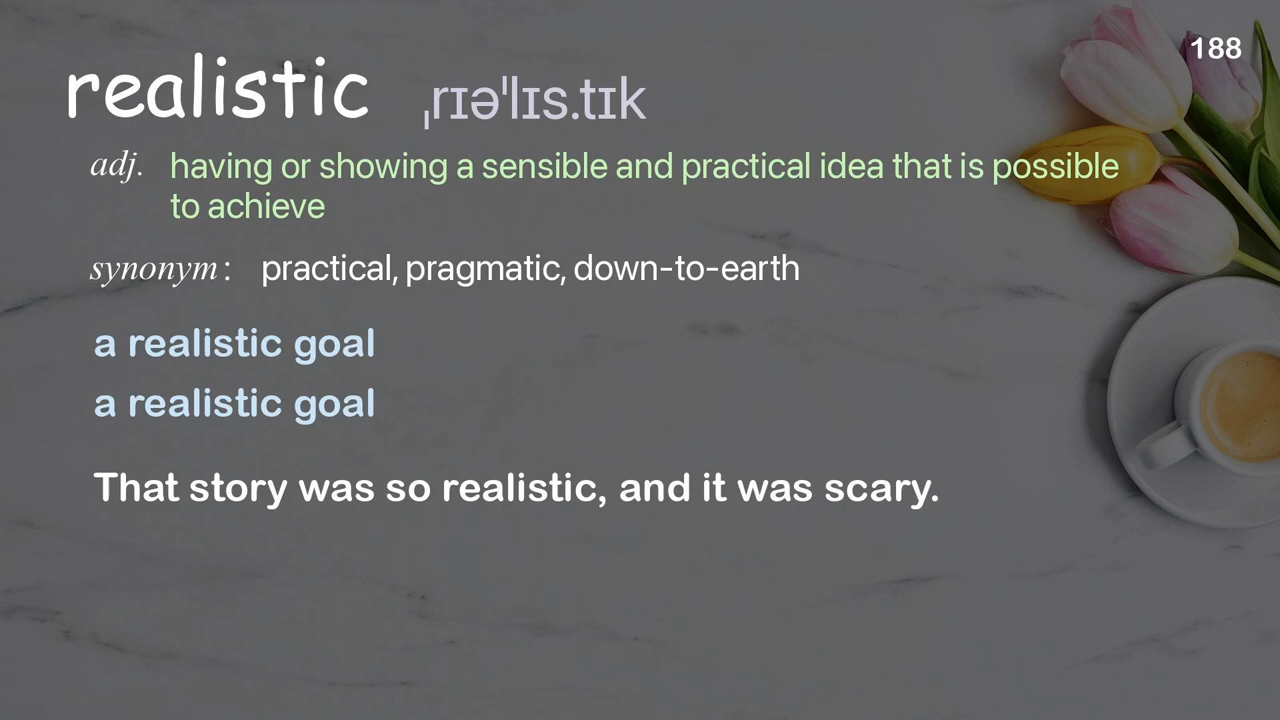 188
realistic ˌrɪəˈlɪs.tɪk
adj. having or showing a sensible and practical idea that is possible
to achieve
synonym: practical, pragmatic, down-to-earth
a realistic goal
a realistic goal
That story was so realistic, and it was scary.